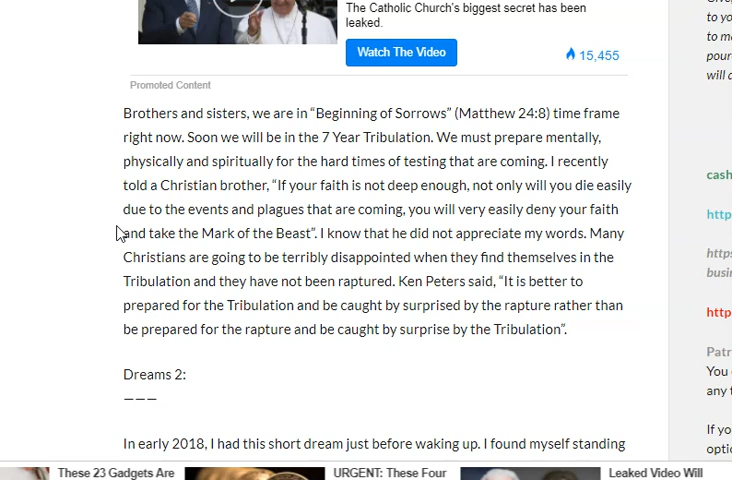 The Catholic Church's biggest secret has been
leaked.
Watch The Video
15,455
Promoted Content
Brothers and sisters, we are in “Beginning of Sorrows” (Matthew 24:8) time frame
right now. Soon we will be in the 7 Year Tribulation. We must prepare mentally,
physically and spiritually for the hard times of testing that are coming. I recently
told a Christian brother, “If your faith is not deep enough, not only will you die easily
due to the events and plagues that are coming, you will very easily deny your faith
and take the Mark of the Beast”. I know that he did not appreciate my words. Many
Christians are going to be terribly disappointed when they find themselves in the
Tribulation and they have not been raptured. Ken Peters said, “It is better to
prepared for the Tribulation and be caught by surprised by the rapture rather than
be prepared for the rapture and be caught by surprise by the Tribulation”.
Dreams 2:
———
In early 2018, I had this short dream just before waking up. I found myself standing
to yo
to m
pour
will a
cash
http
http
busi
http
Patr
You
any t
If yo
optio
These 23 Gadgets Are
URGENT: These Four
Leaked Video Will